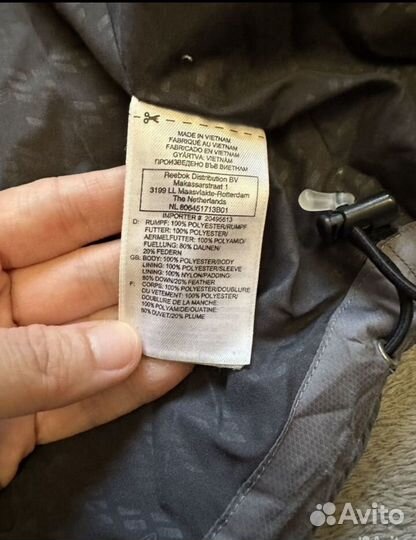 MADE IN VIETNAM
FABRIQUÉ AU VIETNAM
FABRICADO EN VIETNAM
GYÁRTVA: VIETNAM
ПРОИЗВЕДЕНО ВЪВ ВИЕТНАМ
Reebok Distribution BV
Makassarstraat 1
3199 LL Maasvlakte-Rotterdam
The Netherlands
NL 806451713B01
IMPORTER # 20495613
D: RUMPF: 100% POLYESTER/RUMPF
FUTTER: 100% POLYESTER/
AERMELFUTTER: 100% POLYAMID/
FUELLUNG: 80% DAUNEN/
20% FEDERN
GB: BODY: 100% POLYESTER/BODY
LINING: 100% POLYESTER/SLEEVE
LINING: 100% NYLON/PADDING:
80% DOWN/20% FEATHER
F: CORPS: 100% POLYESTER/DOUBLURE
DU VETEMENT: 100% POLYESTER/
DOUBLURE DE LA MANCHE:
100% POLYAMIDE/OUATINE:
80% DUVET/20% PLUME
Avito